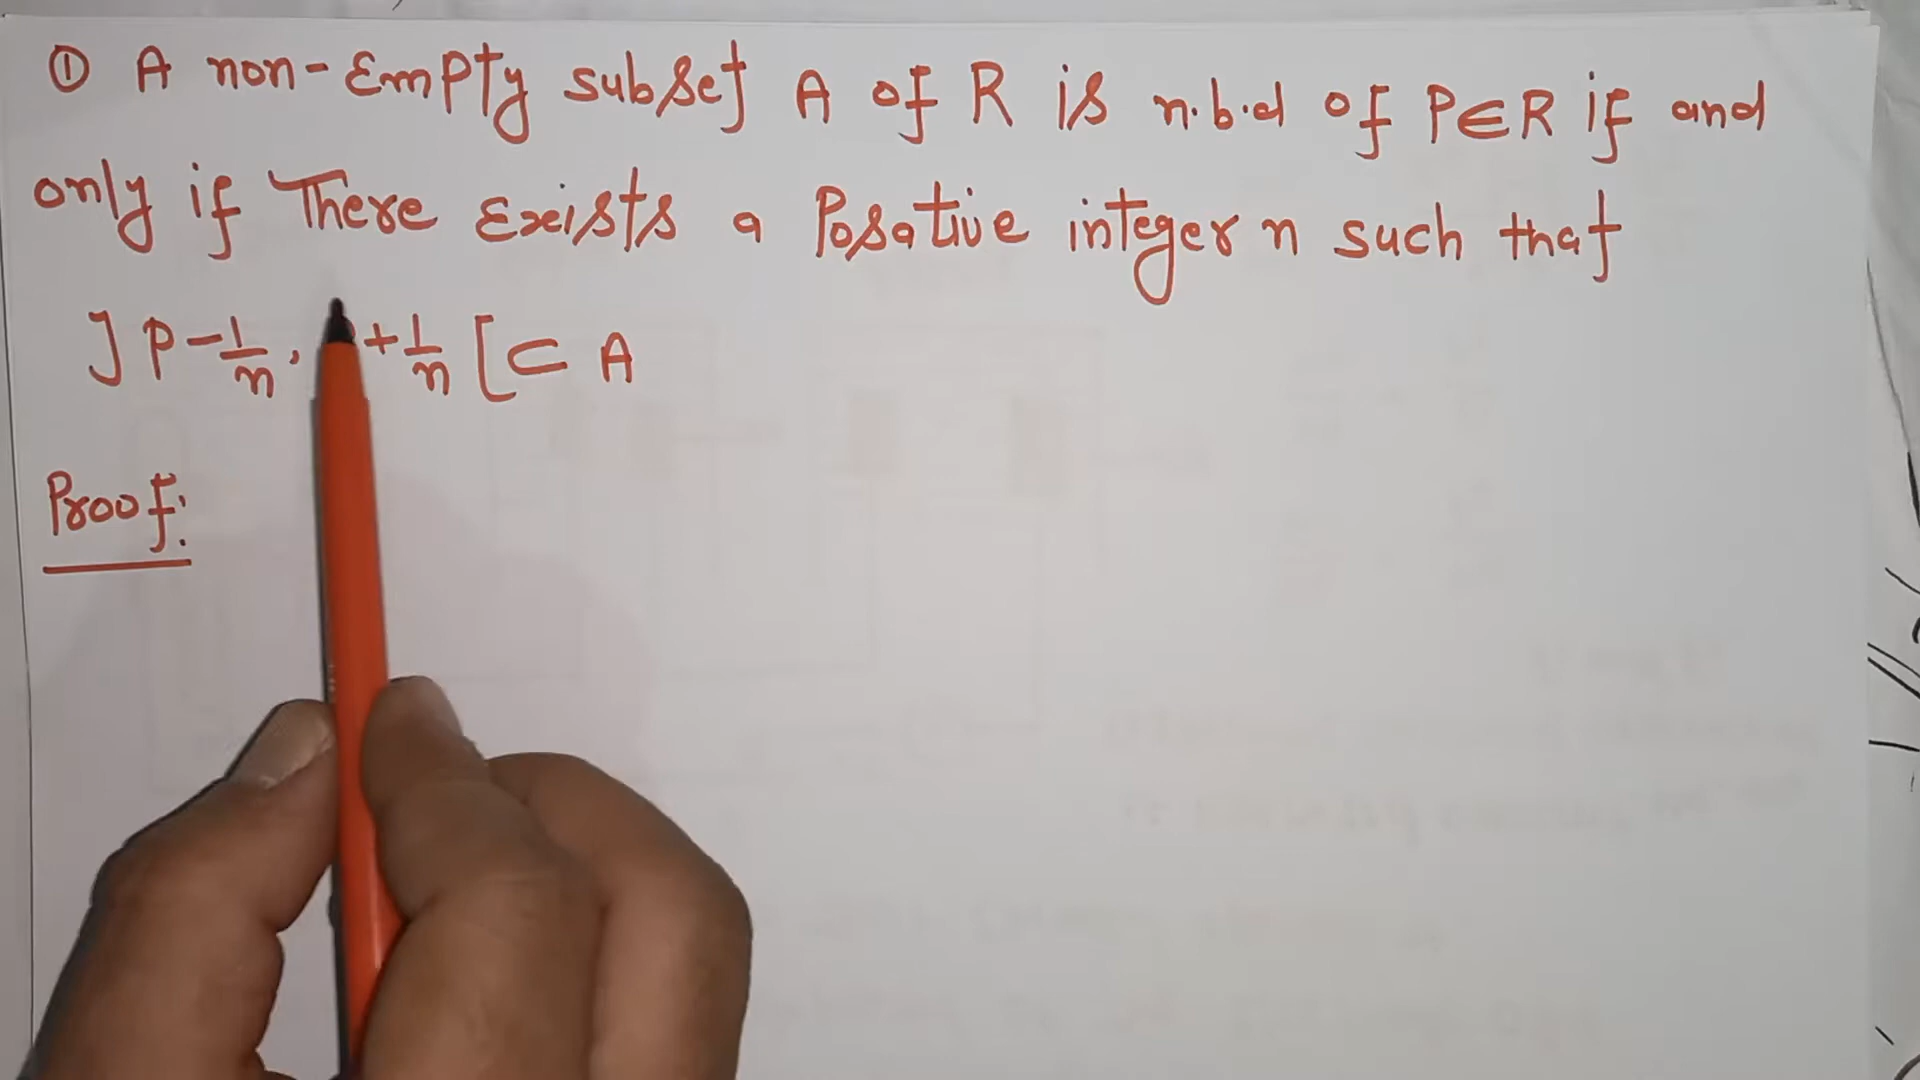 ① A non-Empty subset A of R is n.b.d of P∈R if and
only if There Exists a Posative integer n such that
]P-1/n, +1/n[ ⊂ A
Proof: